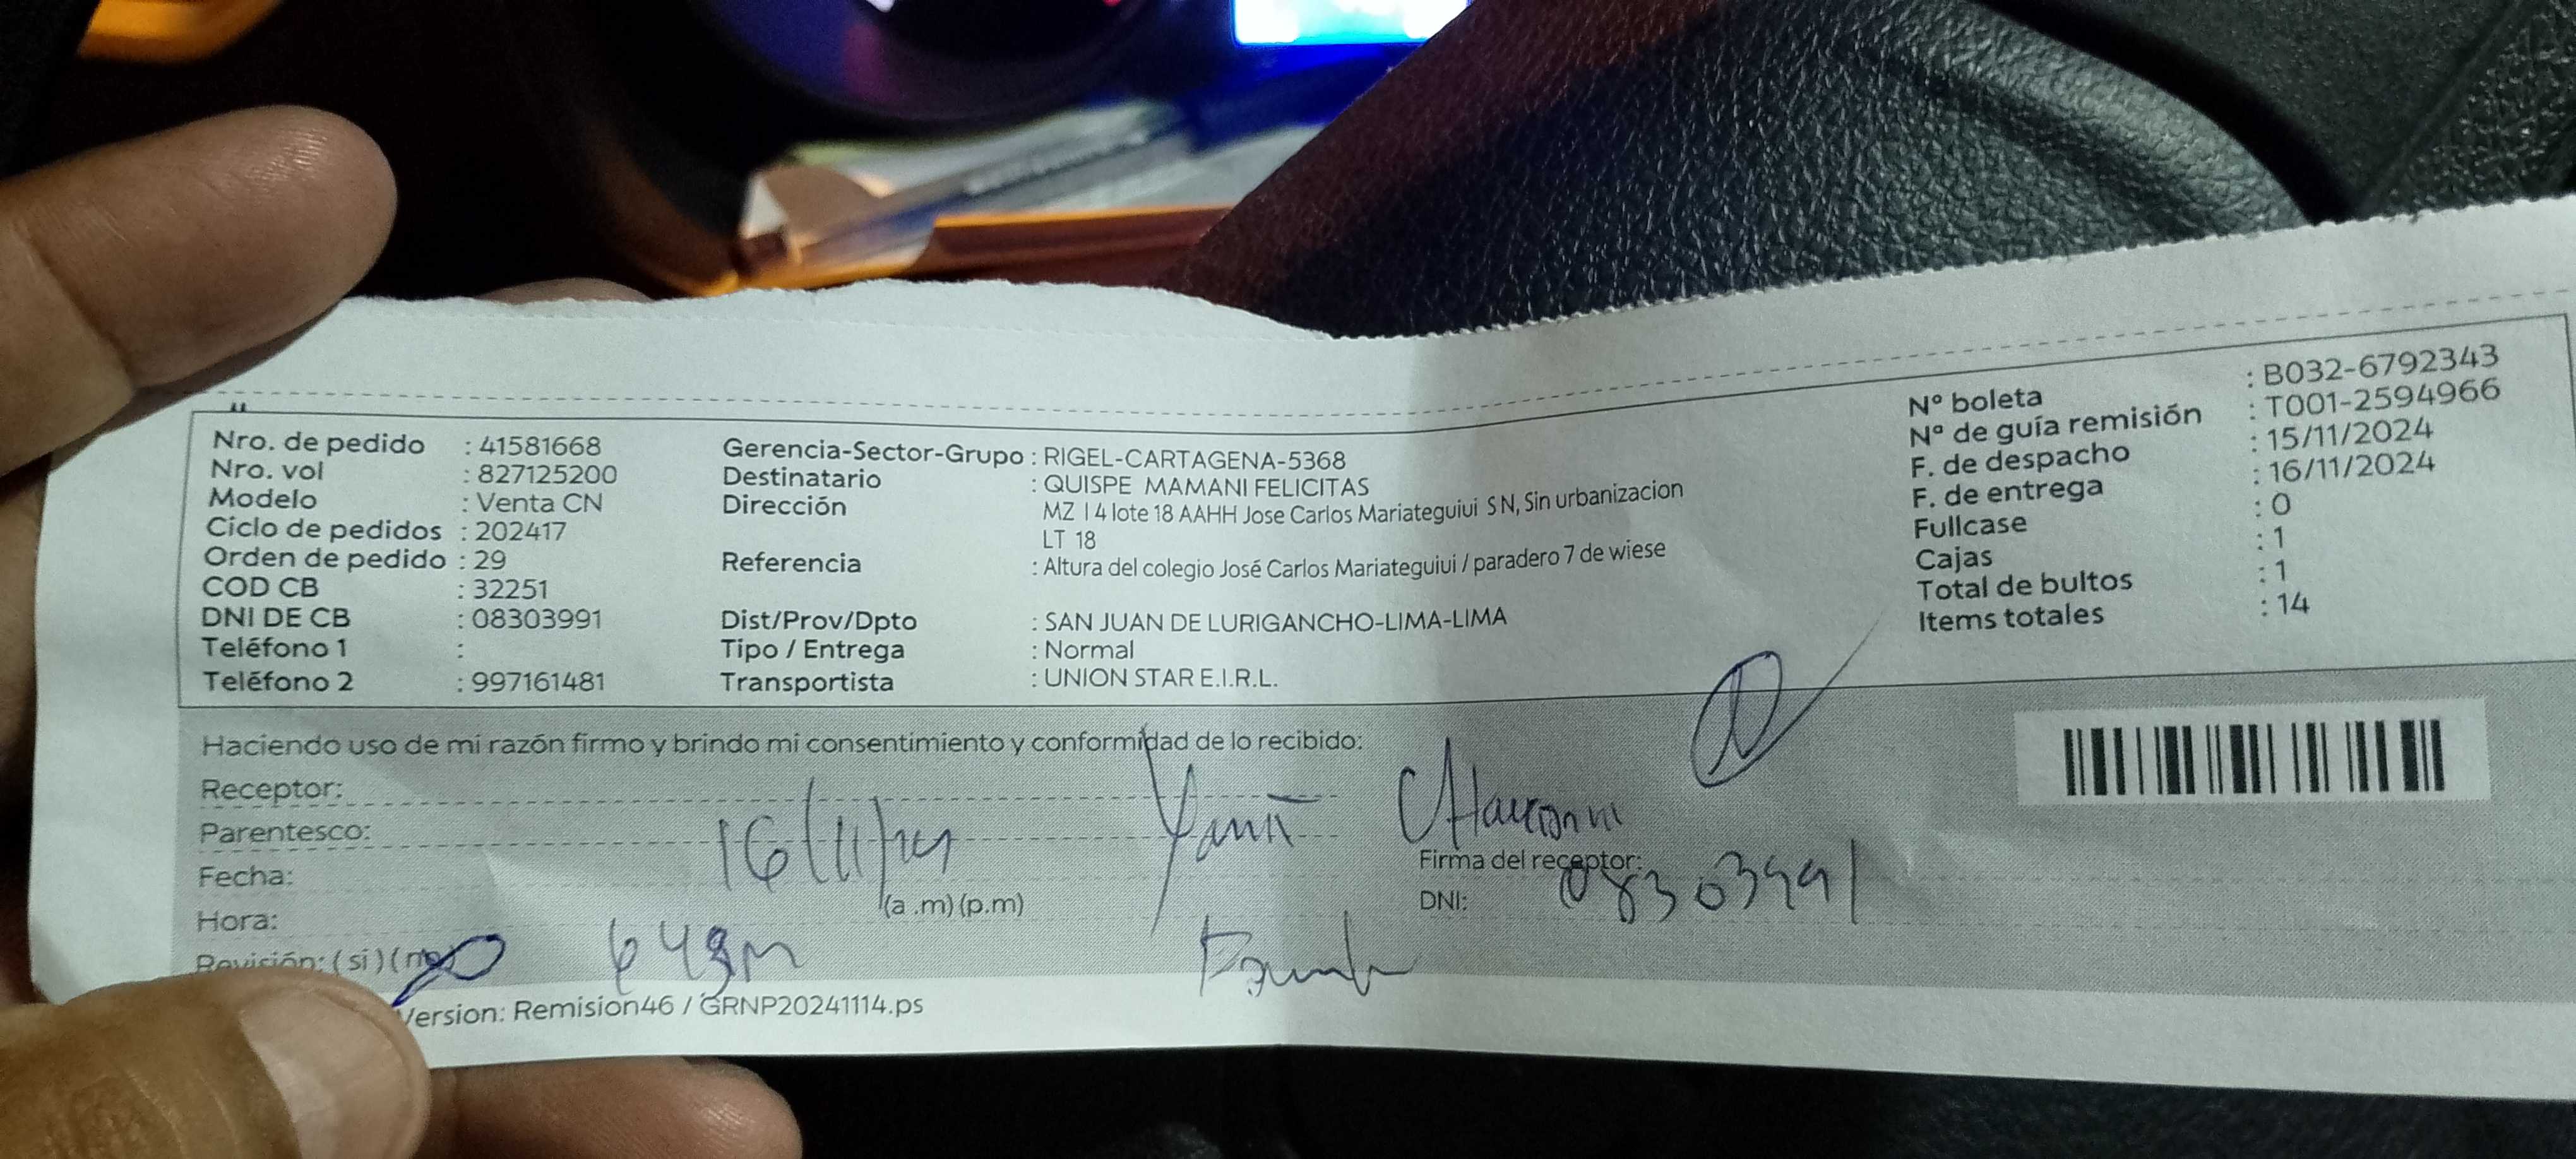 Nro. de pedido : 41581668
Nro. vol : 827125200
Modelo : Venta CN
Ciclo de pedidos : 202417
Orden de pedido : 29
COD CB : 32251
DNI DE CB : 08303991
Teléfono 1 :
Teléfono 2 : 997161481
Gerencia-Sector-Grupo : RIGEL-CARTAGENA-5368
Destinatario : QUISPE MAMANI FELICITAS
Dirección : MZ I 4 lote 18 AAHH Jose Carlos Mariateguiui S N, Sin urbanizacion
LT 18
Referencia : Altura del colegio José Carlos Mariateguiui / paradero 7 de wiese
Dist/Prov/Dpto : SAN JUAN DE LURIGANCHO-LIMA-LIMA
Tipo / Entrega : Normal
Transportista : UNION STAR E.I.R.L.
Nº boleta : B032-6792343
Nº de guía remisión : T001-2594966
F. de despacho : 15/11/2024
F. de entrega : 16/11/2024
Fullcase : 0
Cajas : 1
Total de bultos : 1
Items totales : 14
Haciendo uso de mi razón firmo y brindo mi consentimiento y conformidad de lo recibido:
Receptor:
Parentesco:
Fecha: 16/11/24
(a .m) (p.m)
Hora:
Revisión: ( si ) ( no
Firma del receptor:
DNI: 08303991
Version: Remision46 / GRNP20241114.ps